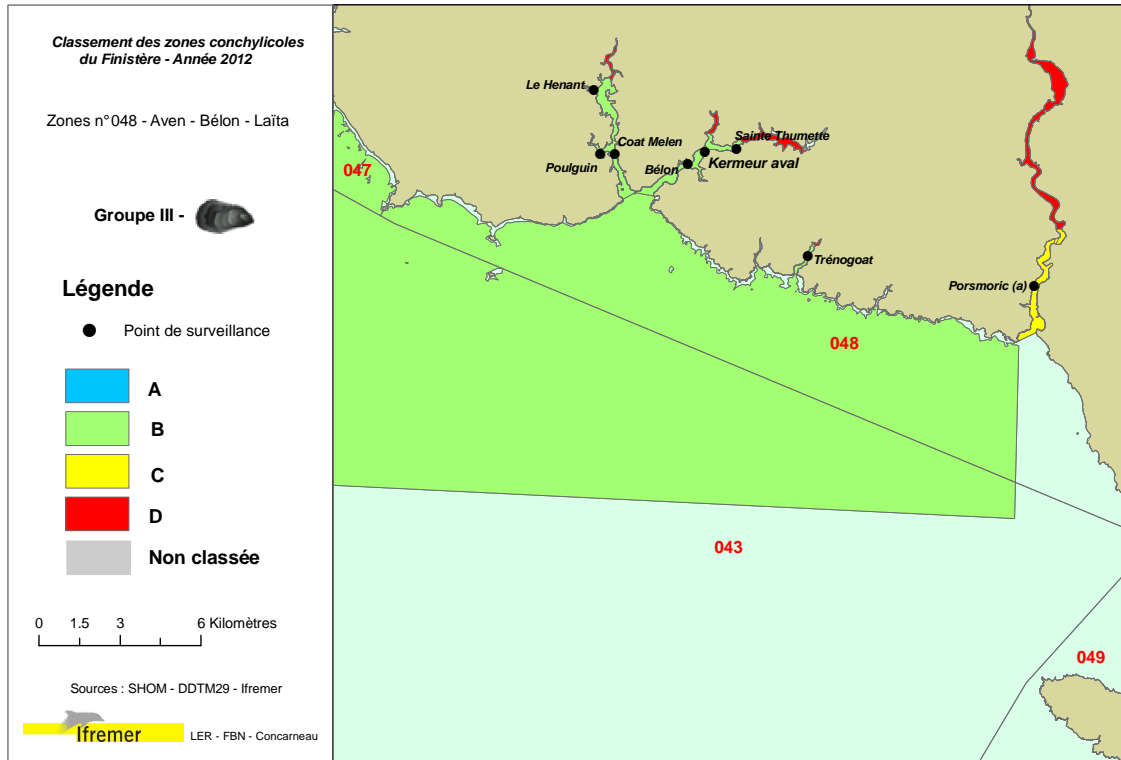 Classement des zones conchylicoles
du Finistère - Année 2012
Zones n°048 - Aven - Bélon - Laïta
Groupe III -
Légende
Point de surveillance
A
B
C
D
Non classée
0 1.5 3 6 Kilomètres
Sources : SHOM - DDTM29 - Ifremer
Ifremer
LER - FBN - Concarneau
Le Henant
Coat Melen
Sainte Thumette
Poulguin
Bélon
Kermeur aval
047
Trénogoat
Porsmoric (a)
048
043
049